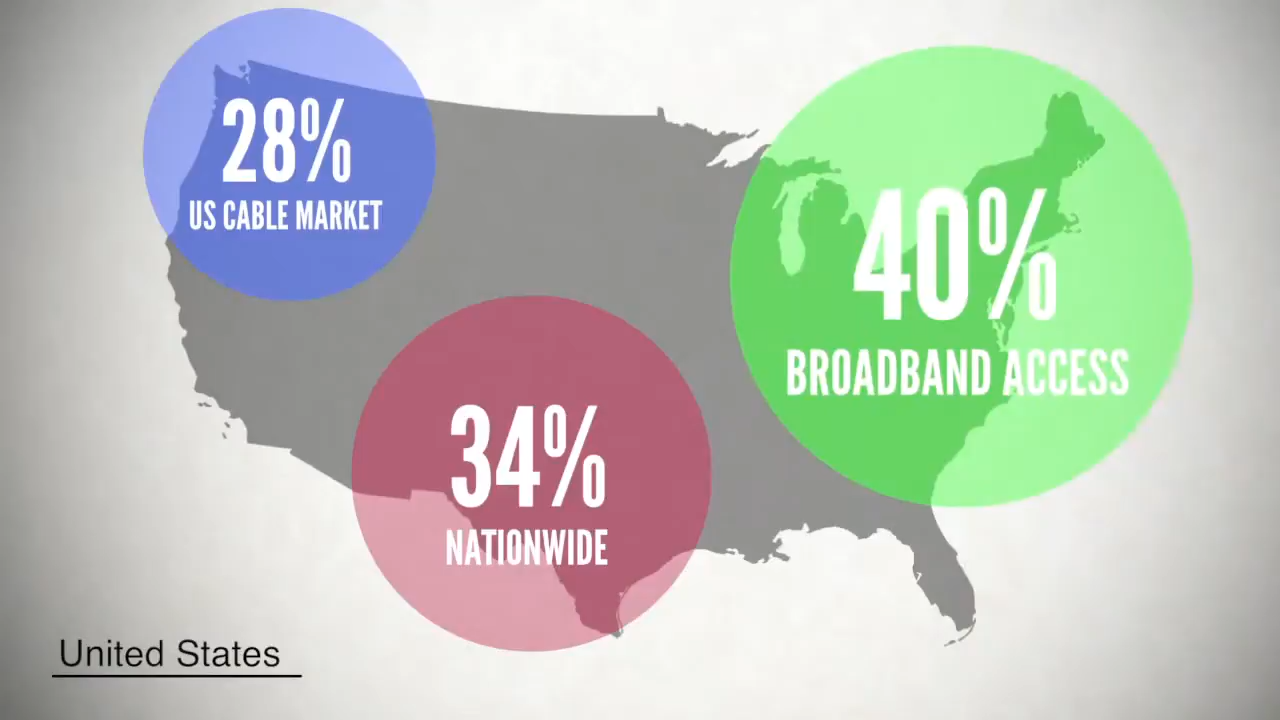 28%
US CABLE MARKET
40%
BROADBAND ACCESS
34%
NATIONWIDE
United States